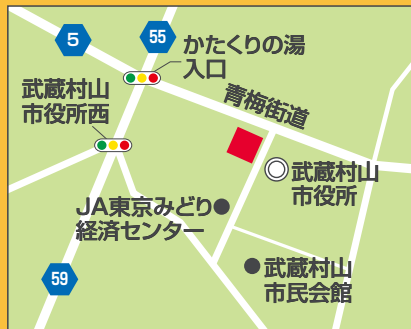 5
55
かたくりの湯
入口
青梅街道
武蔵村山
市役所西
武蔵村山
市役所
JA東京みどり
経済センター
武蔵村山
市民会館
59